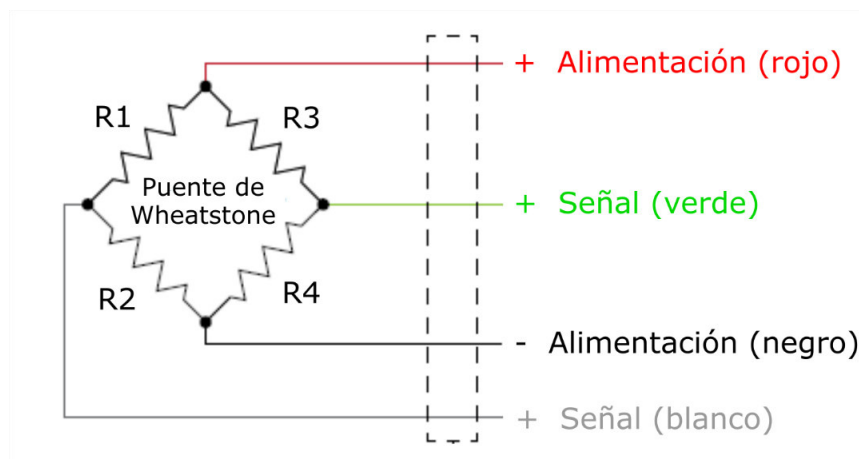 + Alimentación (rojo)
R1
R3
Puente de
Wheatstone
+ Señal (verde)
R2
R4
- Alimentación (negro)
+ Señal (blanco)